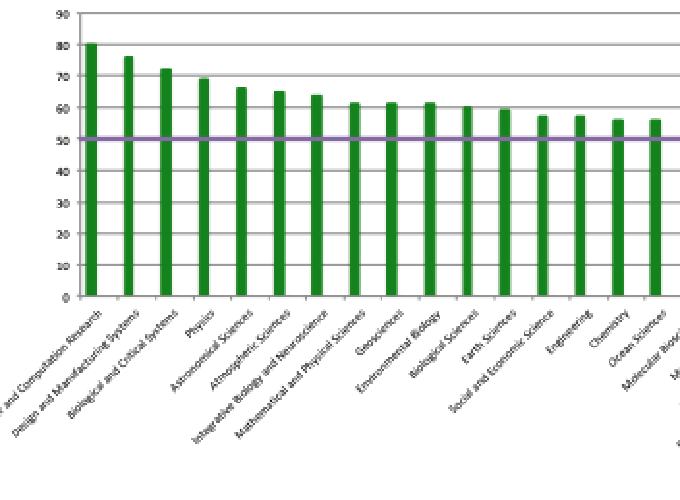 90
80
70
60
50
40
30
20
10
0
and Computation Research
Design and Manufacturing Systems
Biological and Critical Systems
Physics
Astronomical Sciences
Atmospheric Sciences
Integrative Biology and Neuroscience
Mathematical and Physical Sciences
Geosciences
Environmental Biology
Biological Sciences
Earth Sciences
Social and Economic Science
Engineering
Chemistry
Ocean Sciences
Molecular